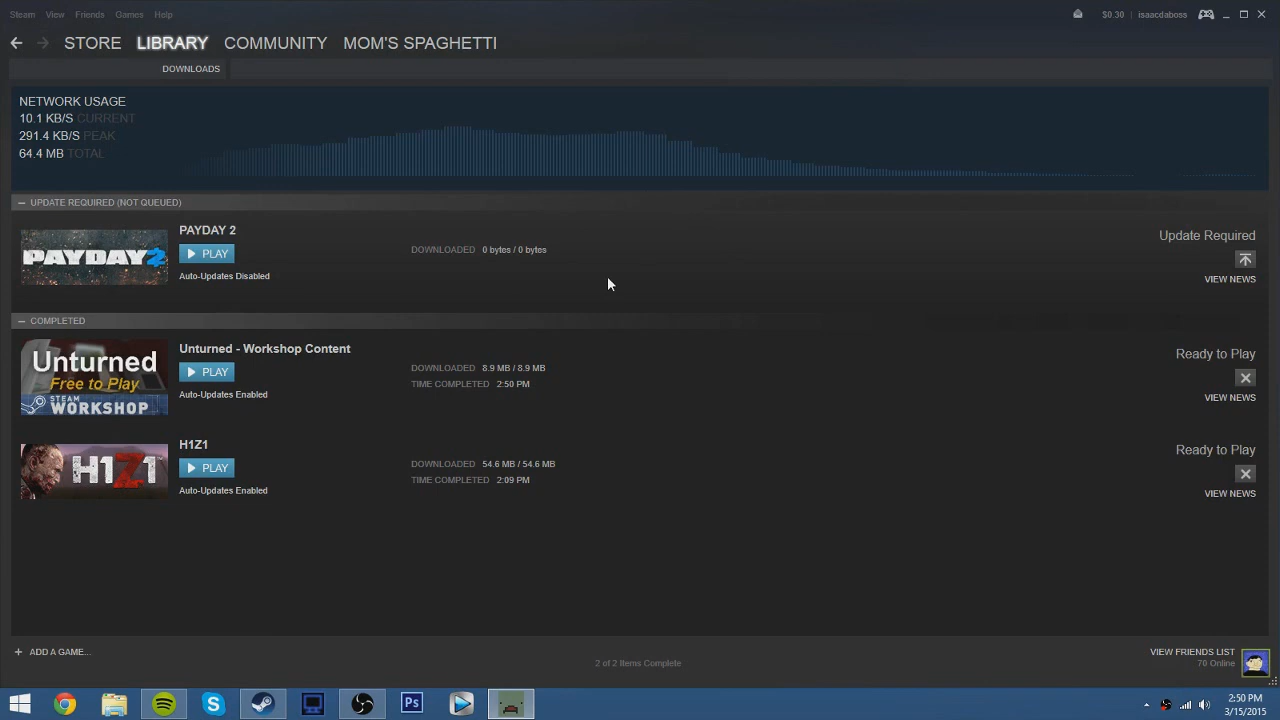 Steam View Friends Games Help
$0.30 isaacdaboss
STORE LIBRARY COMMUNITY MOM'S SPAGHETTI
DOWNLOADS
NETWORK USAGE
10.1 KB/S CURRENT
291.4 KB/S PEAK
64.4 MB TOTAL
UPDATE REQUIRED (NOT QUEUED)
PAYDAY 2
PAYDAY 2
PLAY
Auto-Updates Disabled
DOWNLOADED 0 bytes / 0 bytes
Update Required
VIEW NEWS
COMPLETED
Unturned
Free to Play
STEAM
WORKSHOP
Unturned - Workshop Content
PLAY
Auto-Updates Enabled
DOWNLOADED 8.9 MB / 8.9 MB
TIME COMPLETED 2:50 PM
Ready to Play
VIEW NEWS
H1Z1
H1Z1
PLAY
Auto-Updates Enabled
DOWNLOADED 54.6 MB / 54.6 MB
TIME COMPLETED 2:09 PM
Ready to Play
VIEW NEWS
ADD A GAME...
2 of 2 Items Complete
VIEW FRIENDS LIST
70 Online
Ps
2:50 PM
3/15/2015